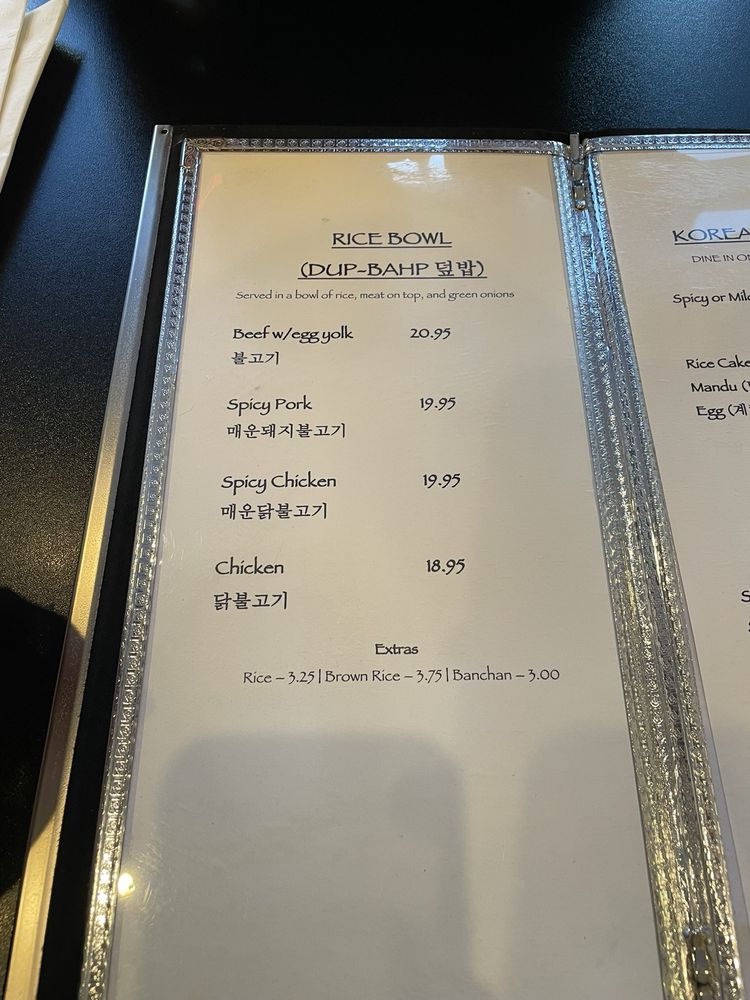 RICE BOWL
(DUP-BAHP 덮밥)
Served in a bowl of rice, meat on top, and green onions
Beef w/egg yolk 20.95
불고기
Spicy Pork 19.95
매운돼지불고기
Spicy Chicken 19.95
매운닭불고기
Chicken 18.95
닭불고기
Extras
Rice – 3.25 | Brown Rice – 3.75 | Banchan – 3.00
KOREA
DINE IN
Spicy or
Rice Cake
Mandu
Egg